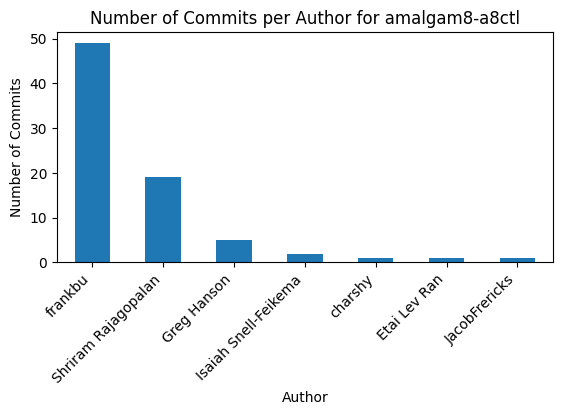 Number of Commits per Author for amalgam8-a8ctl
Number of Commits
50
40
30
20
10
0
frankbu
Shriram Rajagopalan
Greg Hanson
Isaiah Snell-Feikema
charshy
Etai Lev Ran
JacobFrericks
Author